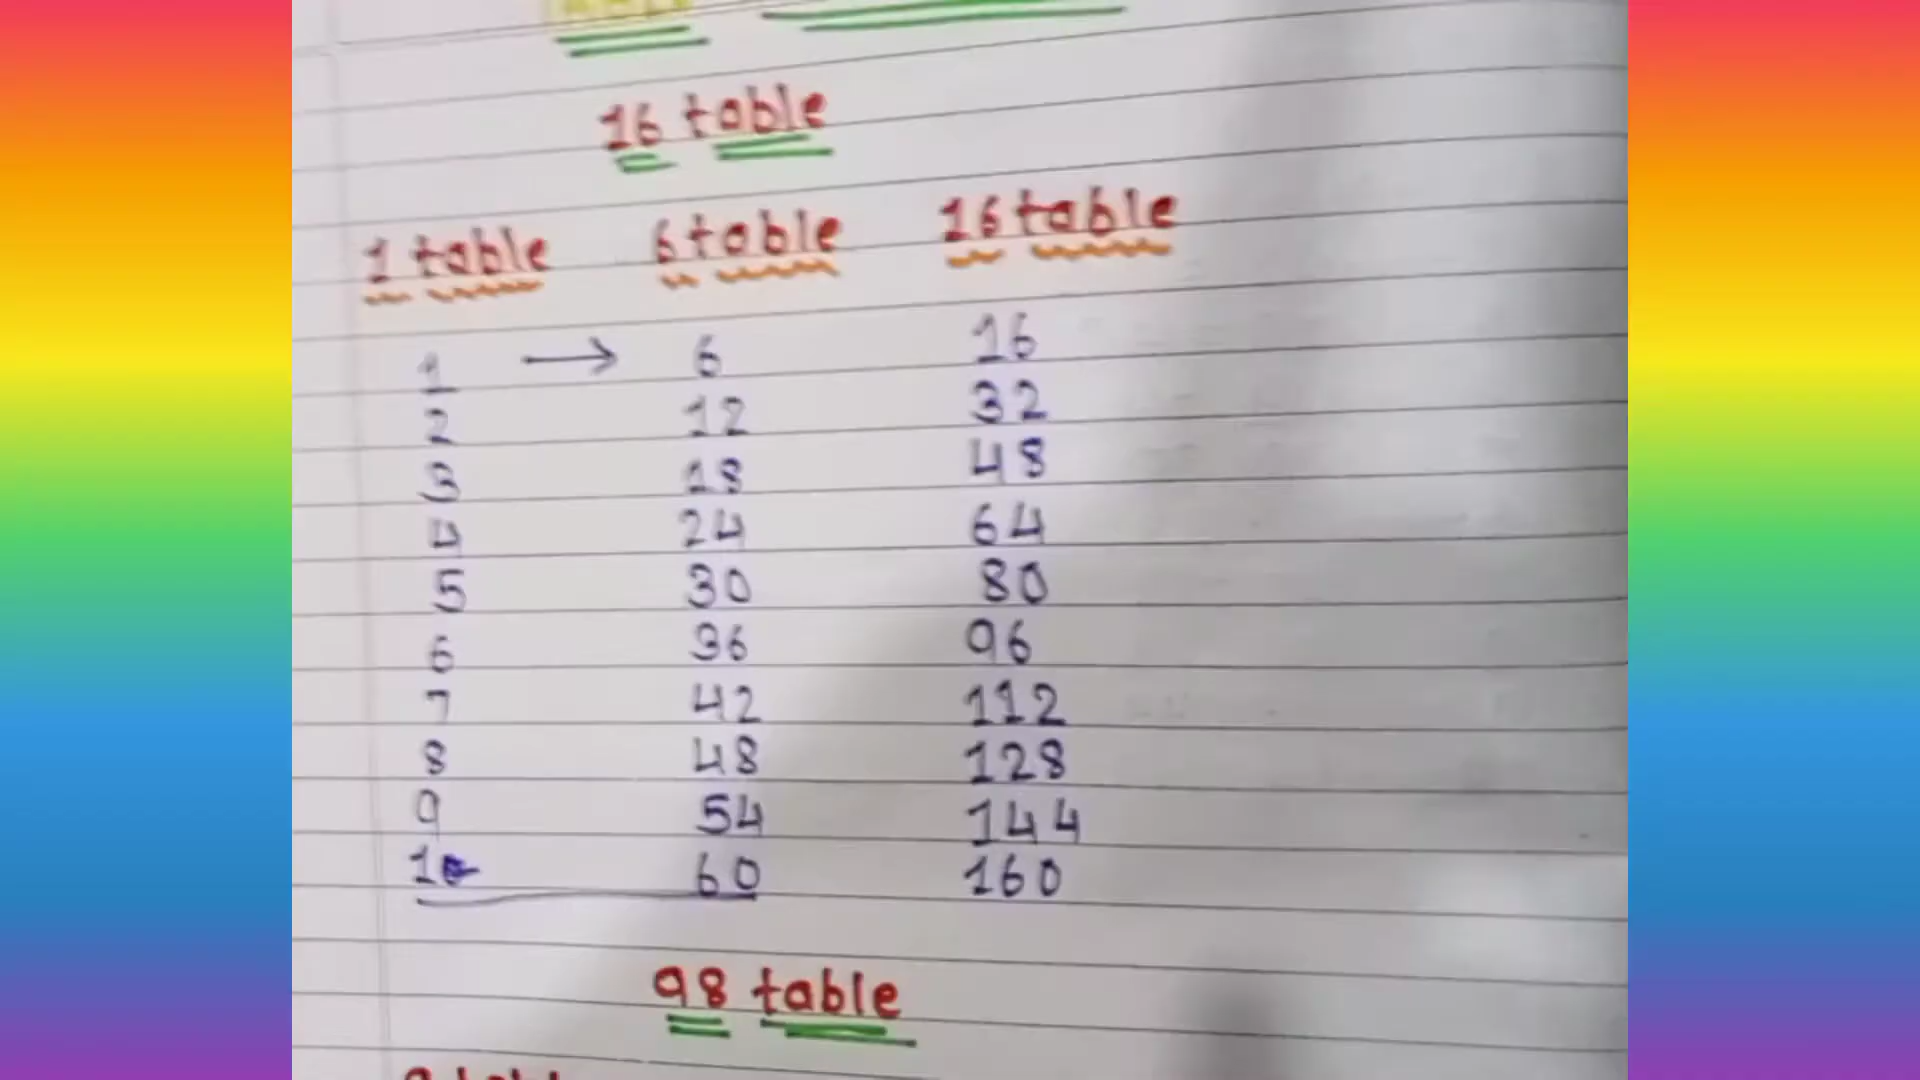 16 table
1 table 6 table 16 table
1 → 6 16
2 12 32
3 18 48
4 24 64
5 30 80
6 36 96
7 42 112
8 48 128
9 54 144
10 60 160
98 table